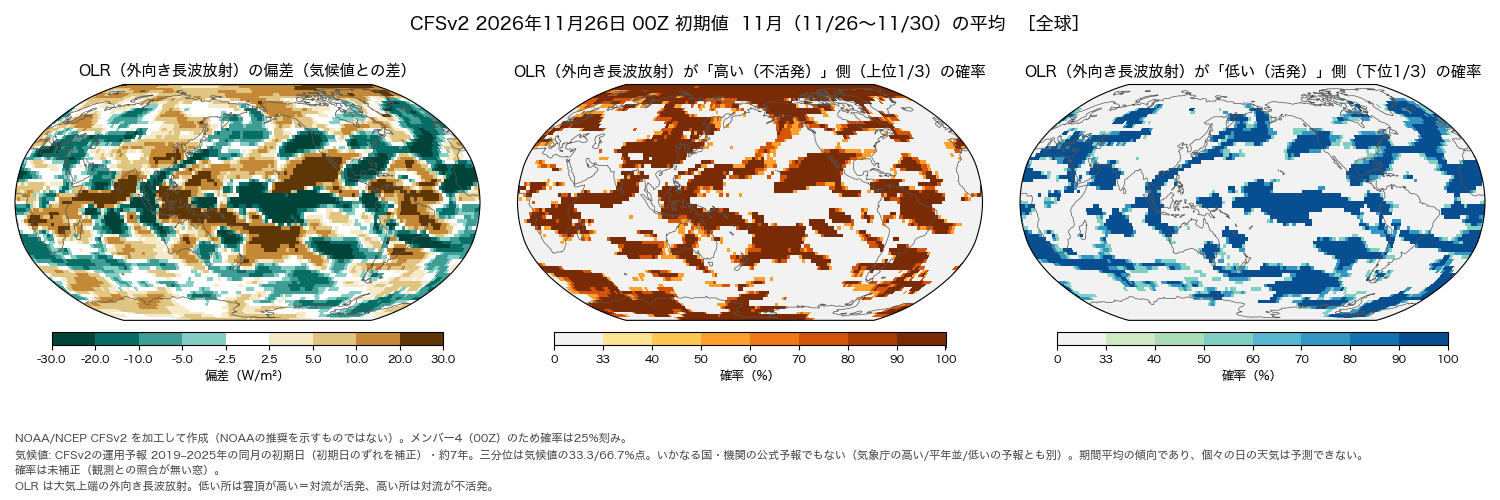 CFSv2 2026年11月26日 00Z 初期値 11月（11/26～11/30）の平均 ［全球］
OLR（外向き長波放射）の偏差（気候値との差）
OLR（外向き長波放射）が「高い（不活発）」側（上位1/3）の確率
OLR（外向き長波放射）が「低い（活発）」側（下位1/3）の確率
-30.0 -20.0 -10.0 -5.0 -2.5 2.5 5.0 10.0 20.0 30.0
偏差（W/m²）
0 33 40 50 60 70 80 90 100
確率（%）
0 33 40 50 60 70 80 90 100
確率（%）
NOAA/NCEP CFSv2 を加工して作成（NOAAの推奨を示すものではない）。メンバー4（00Z）のため確率は25%刻み。
気候値: CFSv2の運用予報 2019–2025年の同月の初期日（初期日のずれを補正）・約7年。三分位は気候値の33.3/66.7%点。いかなる国・機関の公式予報でもない（気象庁の高い/平年並/低いの予報とも別）。期間平均の傾向であり、個々の日の天気は予測できない。
確率は未補正（観測との照合が無い窓）。
OLR は大気上端の外向き長波放射。低い所は雲頂が高い＝対流が活発、高い所は対流が不活発。